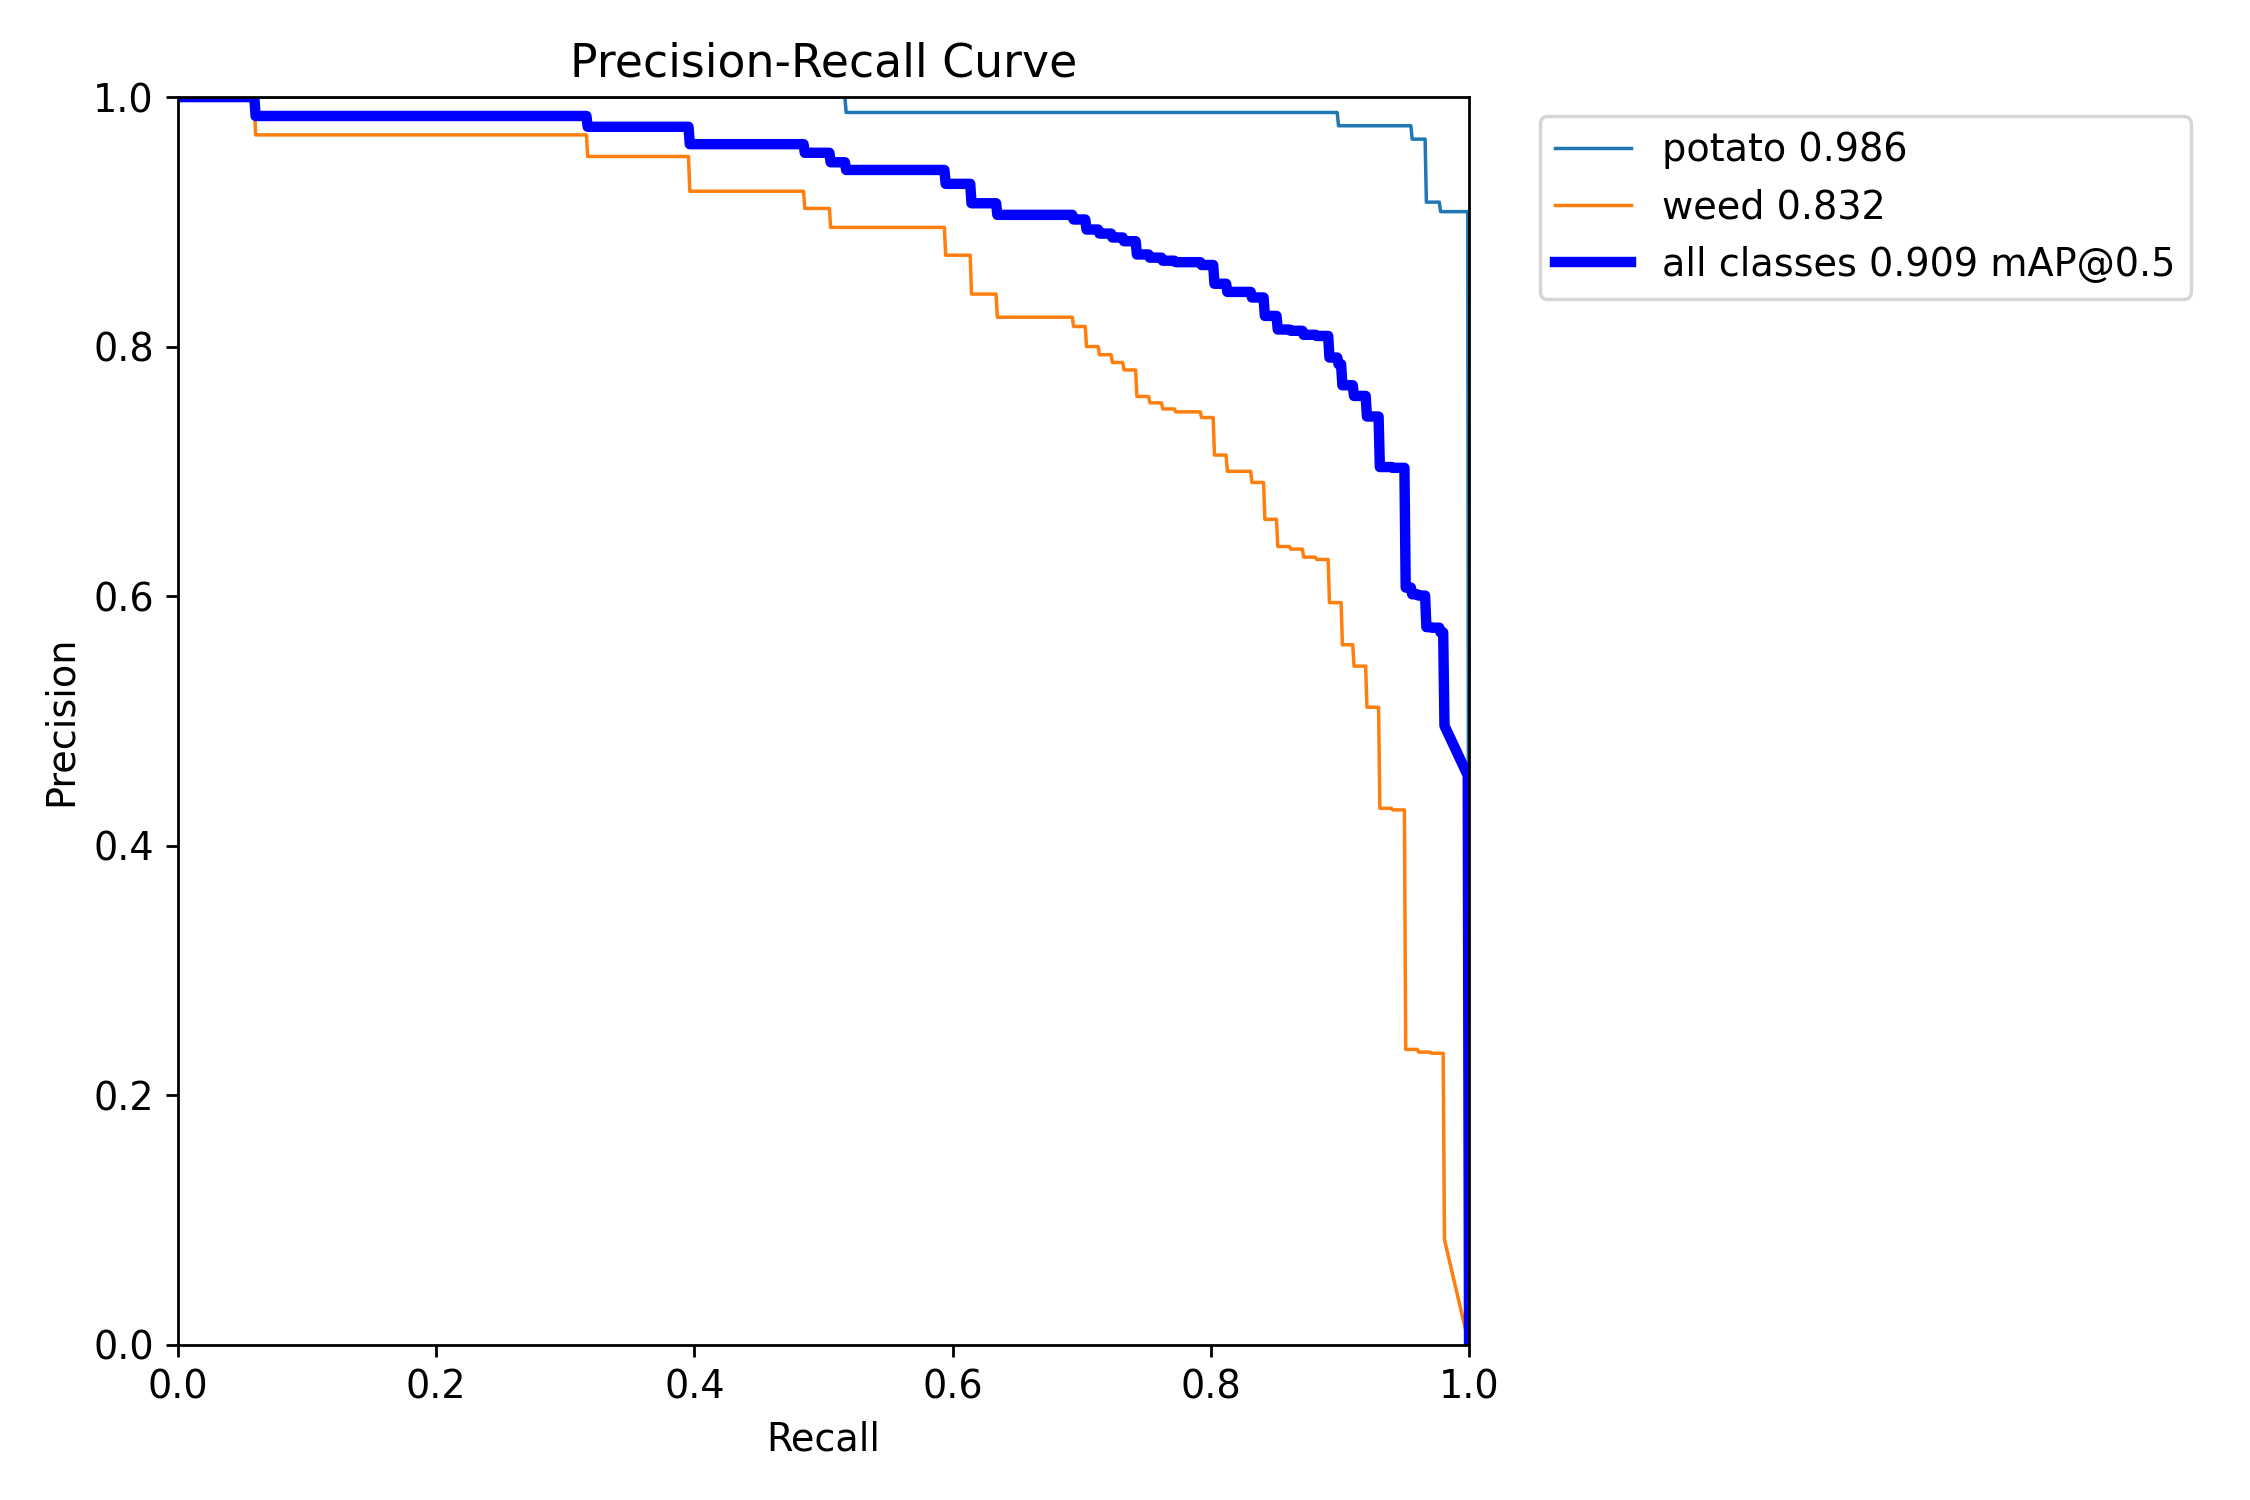 Precision-Recall Curve
1.0
0.8
0.6
0.4
0.2
0.0
Precision
0.0 0.2 0.4 0.6 0.8 1.0
Recall
potato 0.986
weed 0.832
all classes 0.909 mAP@0.5